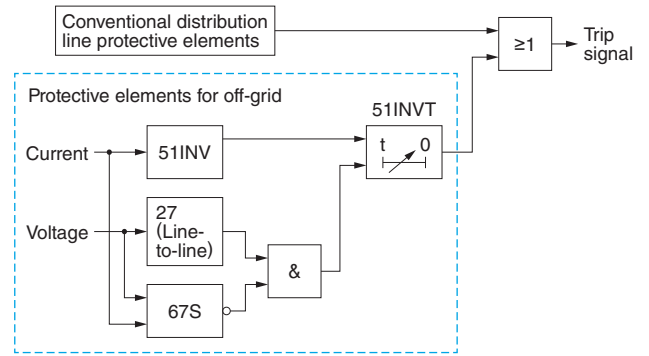 Conventional distribution
line protective elements
≥1
Trip
signal
Protective elements for off-grid
51INVT
t 0
Current
51INV
Voltage
27
(Line-
to-line)
&
67S